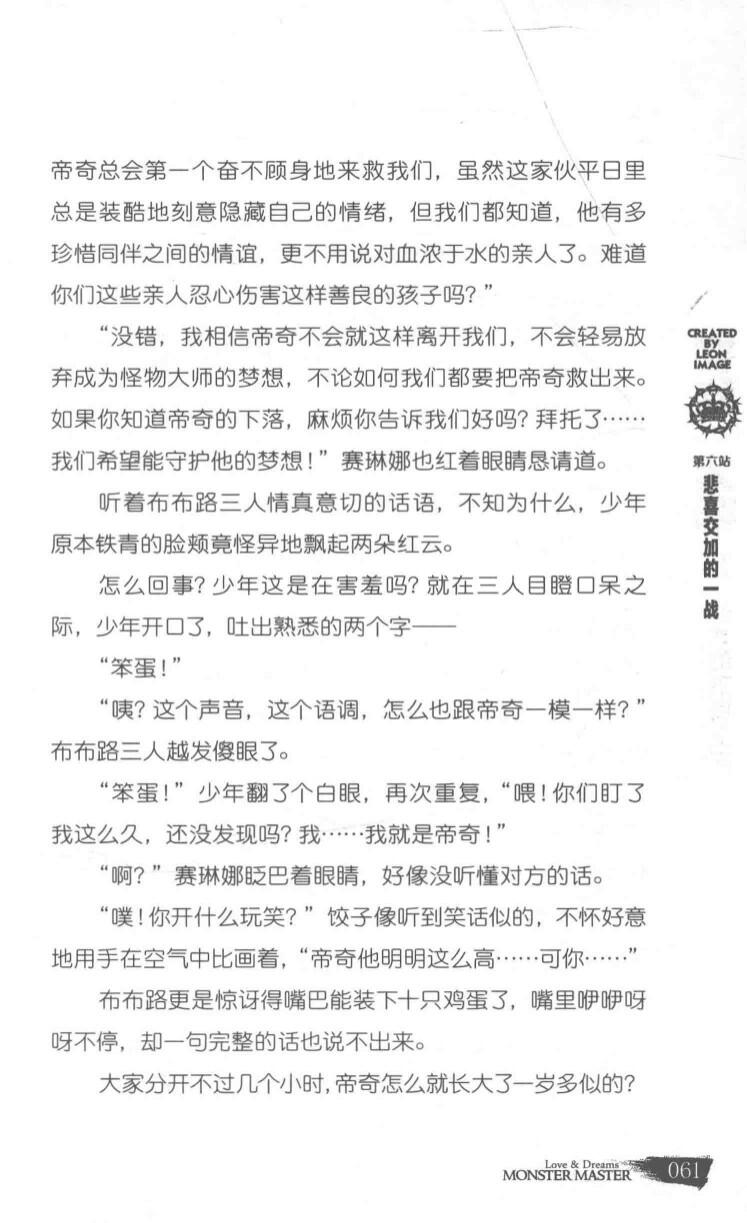 帝奇总会第一个奋不顾身地来救我们，虽然这家伙平日里
总是装酷地刻意隐藏自己的情绪，但我们都知道，他有多
珍惜同伴之间的情谊，更不用说对血浓于水的亲人了。难道
你们这些亲人忍心伤害这样善良的孩子吗？”
“没错，我相信帝奇不会就这样离开我们，不会轻易放
弃成为怪物大师的梦想，不论如何我们都要把帝奇救出来。
如果你知道帝奇的下落，麻烦你告诉我们好吗？拜托了……
我们希望能守护他的梦想！”赛琳娜也红着眼睛恳请道。
听着布布路三人情真意切的话语，不知为什么，少年
原本铁青的脸颊竟怪异地飘起两朵红云。
怎么回事？少年这是在害羞吗？就在三人目瞪口呆之
际，少年开口了，吐出熟悉的两个字——
“笨蛋！”
“咦？这个声音，这个语调，怎么也跟帝奇一模一样？”
布布路三人越发傻眼了。
“笨蛋！”少年翻了个白眼，再次重复，“喂！你们盯了
我这么久，还没发现吗？我……我就是帝奇！”
“啊？”赛琳娜眨巴着眼睛，好像没听懂对方的话。
“噗！你开什么玩笑？”饺子像听到笑话似的，不怀好意
地用手在空气中比画着，“帝奇他明明这么高……可你……”
布布路更是惊讶得嘴巴能装下十只鸡蛋了，嘴里咿咿呀
呀不停，却一句完整的话也说不出来。
大家分开不过几个小时，帝奇怎么就长大了一岁多似的？
CREATED
BY
LEON
IMAGE
第六站
悲喜交加的一战
Love & Dreams
MONSTER MASTER
061